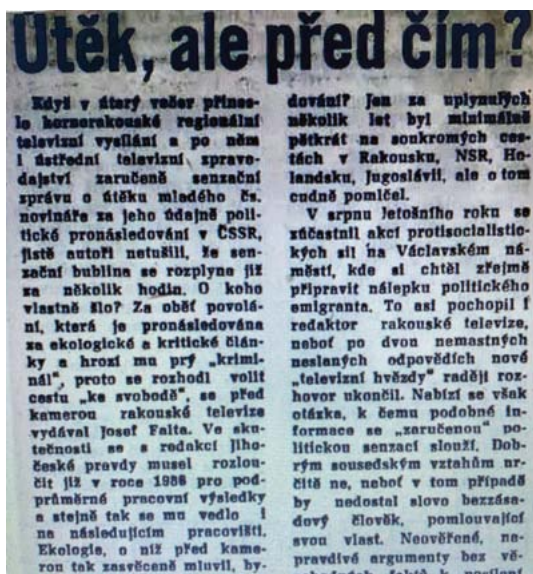 Útěk, ale před čím?
Když v úterý večer přines-
lo hornorakouské regionální
televizní vysílání a po něm
i ústřední televizní zpravo-
dajství zaručeně senzační
zprávu o útěku mladého čs.
novináře za jeho údajné poli-
tické pronásledování v ČSSR,
jistě autoři netušili, že sen-
zační bublina se rozplyne již
za několik hodin. O koho
vlastně šlo? Za oběť povolá-
ní, která je pronásledována
za ekologické a kritické člán-
ky a hrozí mu prý „krimi-
nál“, proto se rozhodl volit
cestu „ke svobodě“, se před
kamerou rakouské televize
vydával Josef Falta. Ve sku-
tečnosti se s redakcí Jiho-
české pravdy musel rozlou-
čit již v roce 1986 pro pod-
průměrné pracovní výsledky
a stejně tak se mu vedlo i
na následujícím pracovišti.
Ekologie, o níž před kame-
rou tak zasvěceně mluvil, by-
dování? Jen za uplynulých
několik let byl minimálně
pětkrát na soukromých ces-
tách v Rakousku, NSR, Ho-
landsku, Jugoslávii, ale o tom
cudně pomlčel.
V srpnu letošního roku se
zúčastnil akcí protisocialistic-
kých sil na Václavském ná-
městí, kde si chtěl zřejmě
připravit nálepku politického
emigranta. To asi pochopil i
redaktor rakouské televize,
neboť po dvou nemastných
neslaných odpovědích nové
„televizní hvězdy“ raději roz-
hovor ukončil. Nabízí se však
otázka, k čemu podobné in-
formace se „zaručenou“ po-
litickou senzací slouží. Dob-
rým sousedským vztahům ur-
čitě ne, neboť v tom případě
by nedostal slovo bezzása-
dový člověk, pomlouvající
svou vlast. Neověřené, ne-
pravdivé argumenty bez vě-